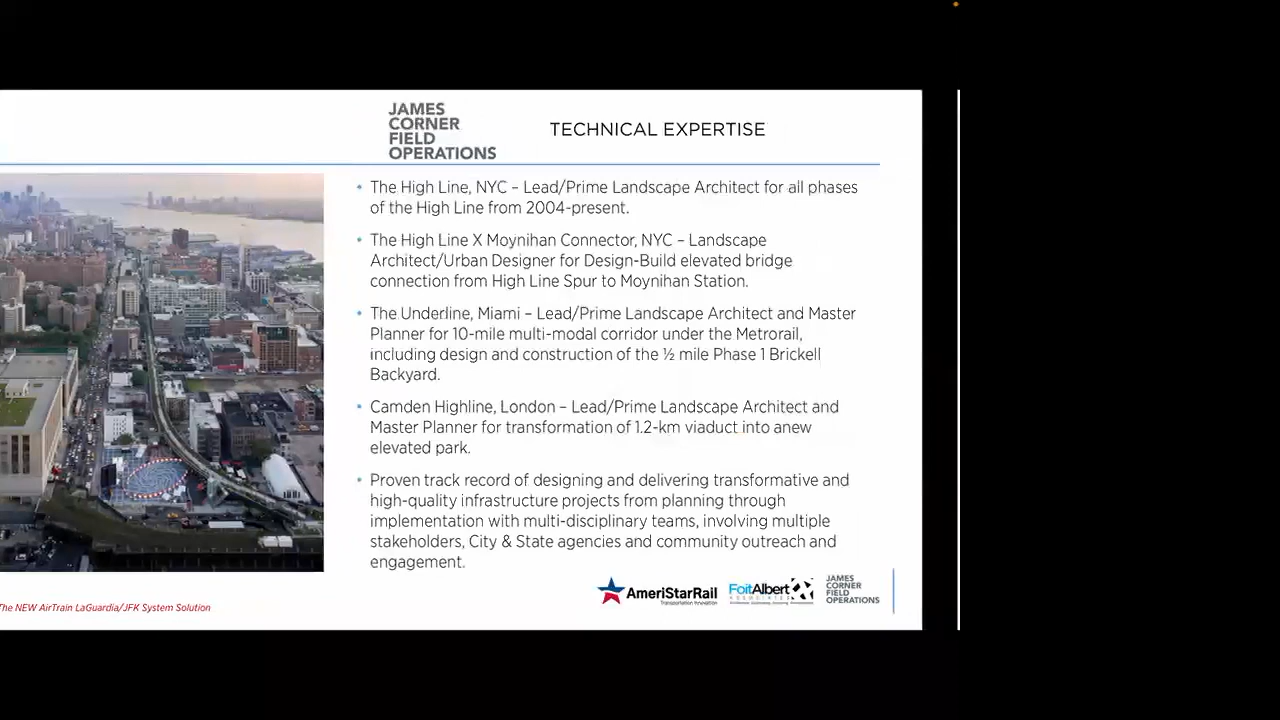 JAMES
CORNER
FIELD
OPERATIONS
TECHNICAL EXPERTISE
• The High Line, NYC – Lead/Prime Landscape Architect for all phases
of the High Line from 2004-present.
• The High Line X Moynihan Connector, NYC – Landscape
Architect/Urban Designer for Design-Build elevated bridge
connection from High Line Spur to Moynihan Station.
• The Underline, Miami – Lead/Prime Landscape Architect and Master
Planner for 10-mile multi-modal corridor under the Metrorail,
including design and construction of the ½ mile Phase 1 Brickell
Backyard.
• Camden Highline, London – Lead/Prime Landscape Architect and
Master Planner for transformation of 1.2-km viaduct into anew
elevated park.
• Proven track record of designing and delivering transformative and
high-quality infrastructure projects from planning through
implementation with multi-disciplinary teams, involving multiple
stakeholders, City & State agencies and community outreach and
engagement.
The NEW AirTrain LaGuardia/JFK System Solution
AmeriStarRail
Transportation Innovation
FoitAlbert
ASSOCIATES
JAMES
CORNER
FIELD
OPERATIONS